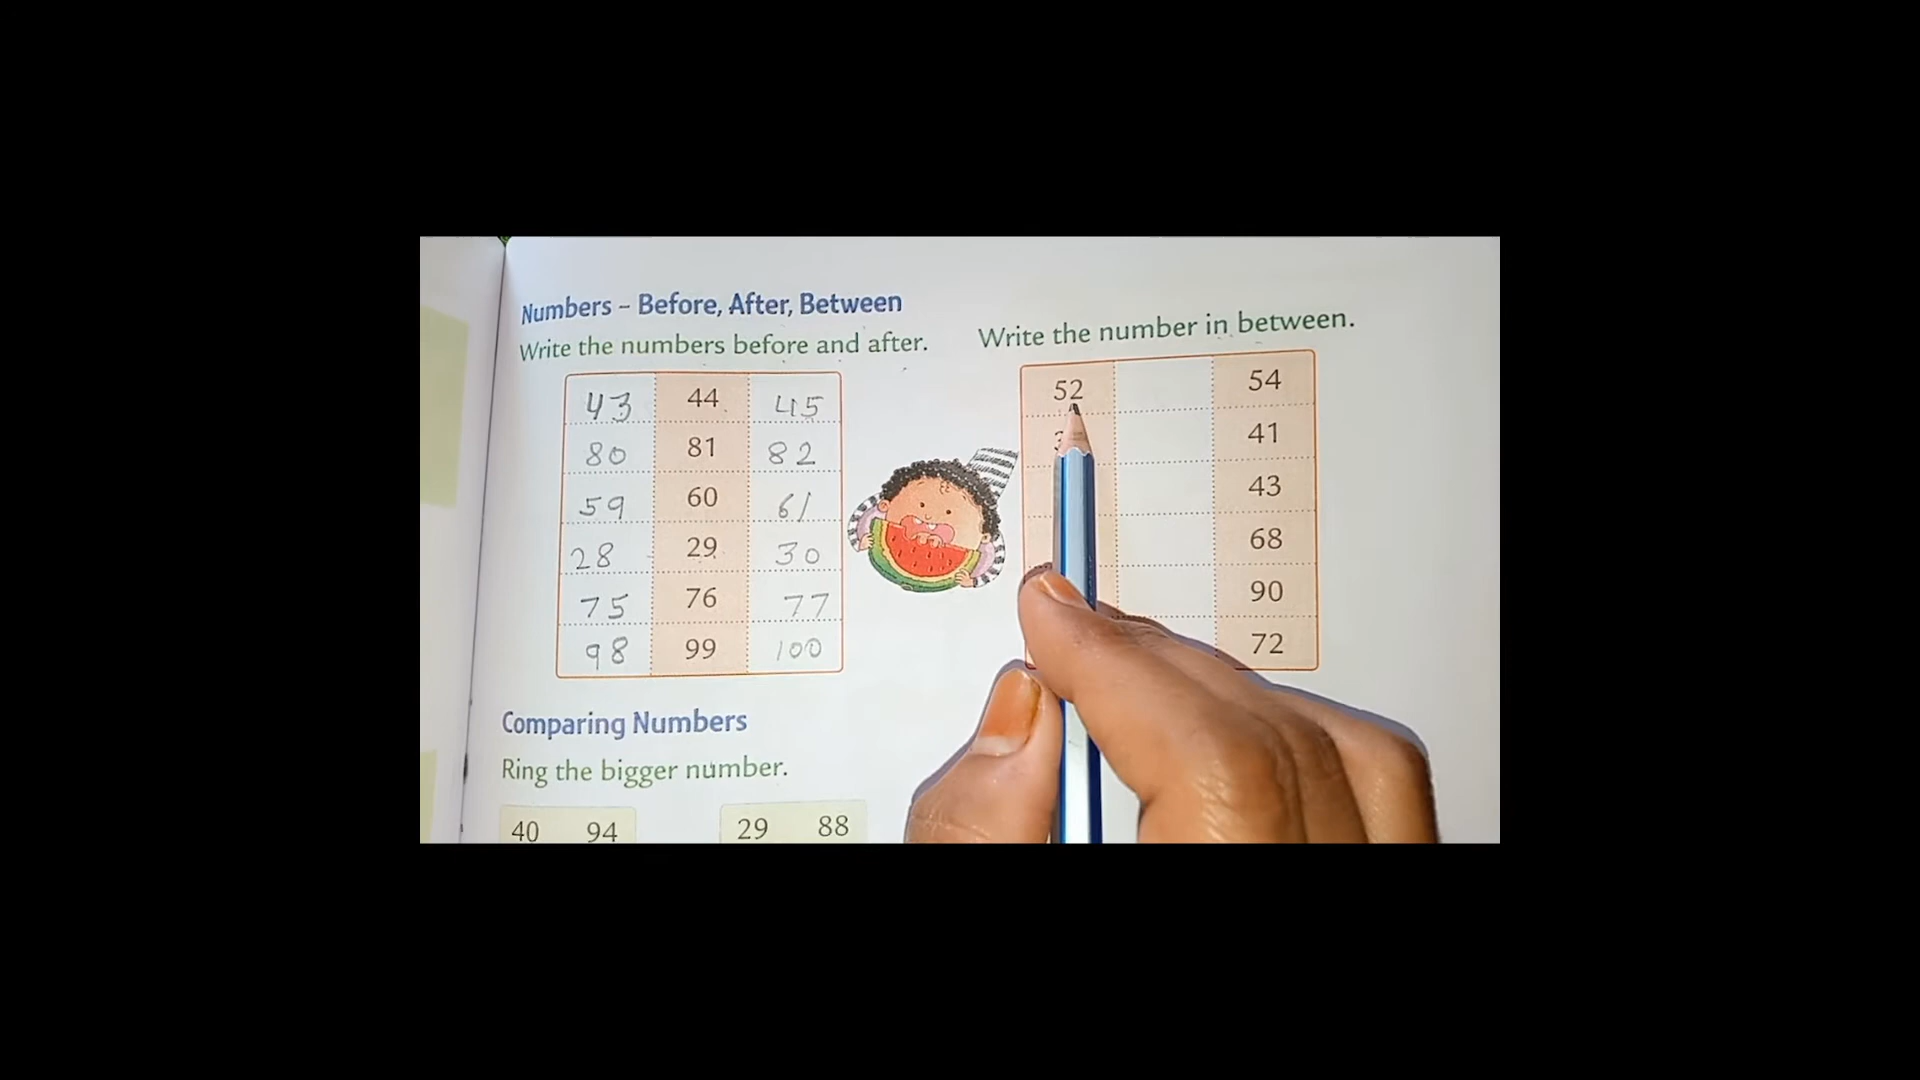 Numbers – Before, After, Between
Write the numbers before and after.
43 44 45
80 81 82
59 60 61
28 29 30
75 76 77
98 99 100
Write the number in between.
52 54
41
43
68
90
72
Comparing Numbers
Ring the bigger number.
40 94 29 88